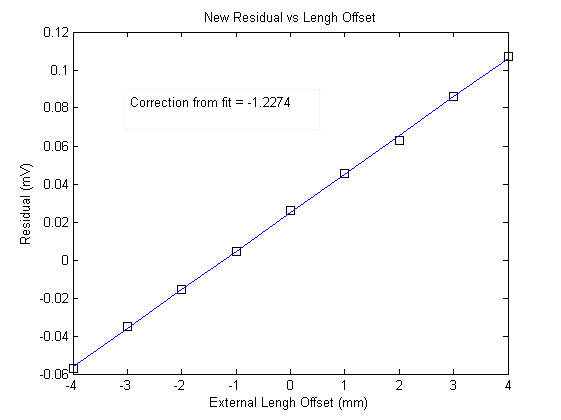 New Residual vs Lengh Offset
0.12
0.1
0.08
0.06
0.04
0.02
0
-0.02
-0.04
-0.06
Correction from fit = -1.2274
Residual (mV)
-4 -3 -2 -1 0 1 2 3 4
External Lengh Offset (mm)